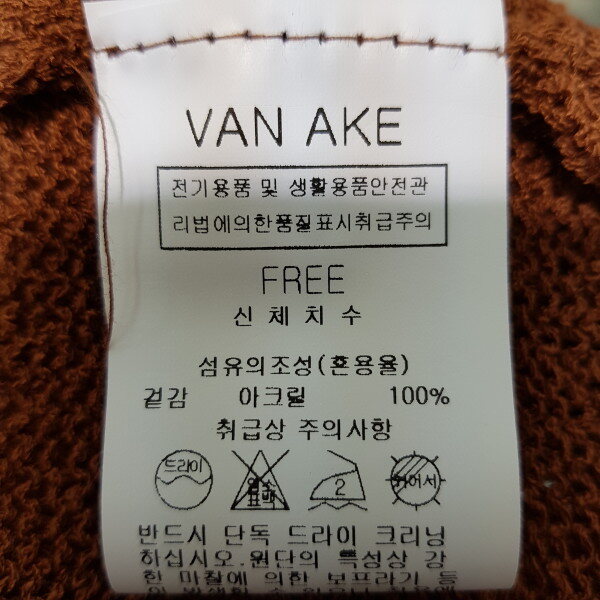 VAN AKE
전기용품 및 생활용품안전관
리법에의한품질표시취급주의
FREE
신체치수
섬유의조성(혼용율)
겉감 아크릴 100%
취급상 주의사항
드라이 염소 표백 2 뉘어서
반드시 단독 드라이 크리닝
하십시오.원단의 특성상 강
한 마찰에 의한 보프라기 등